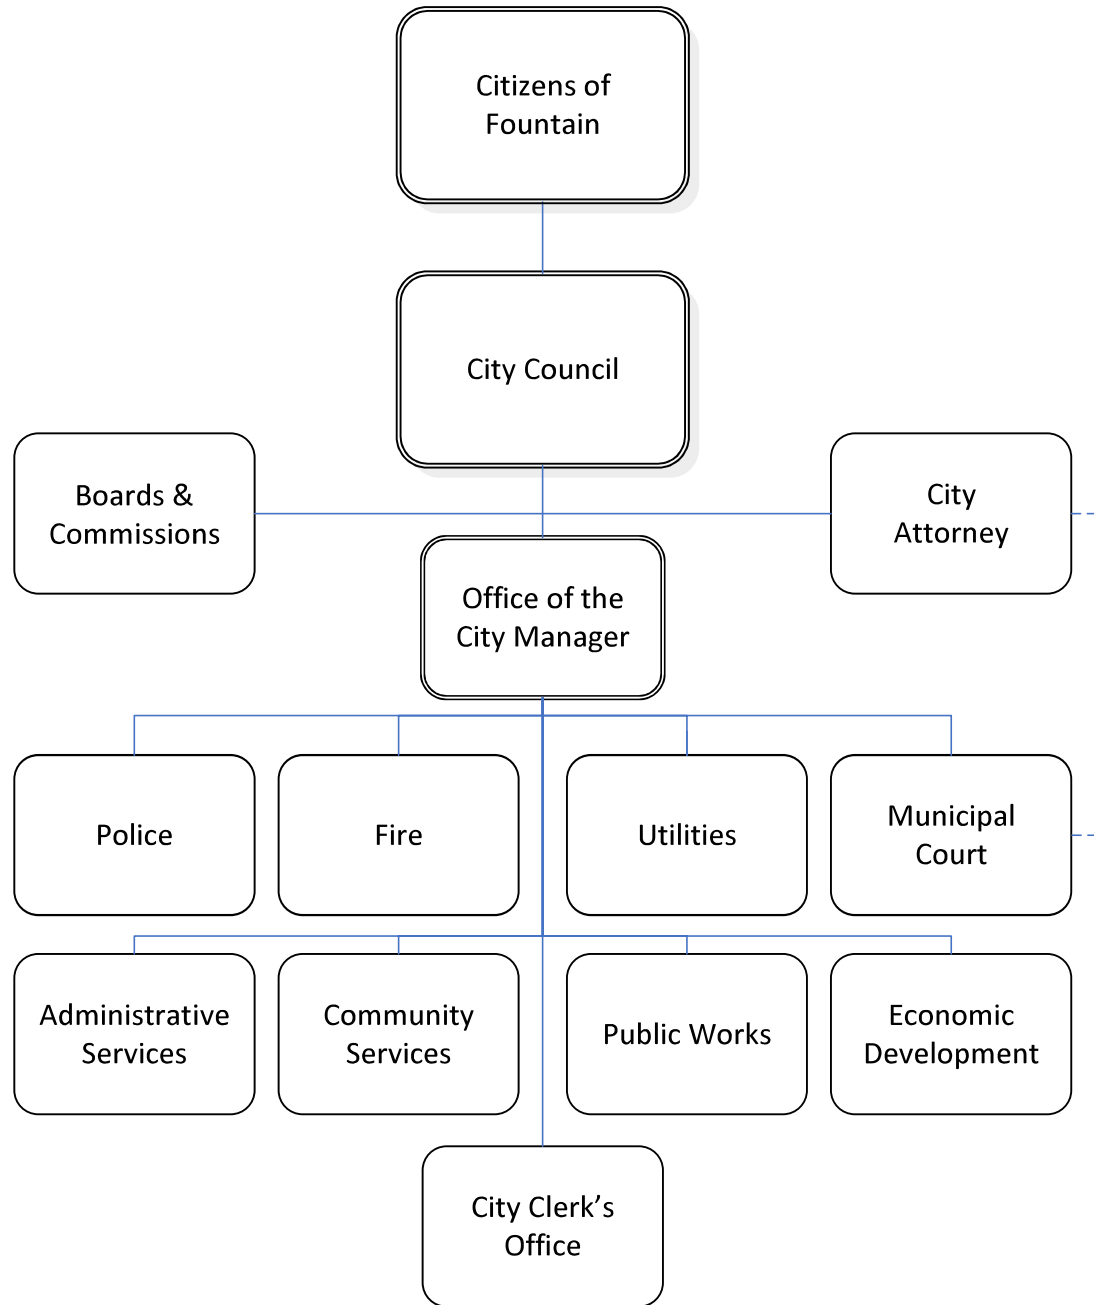 Citizens of
Fountain
City Council
Boards &
Commissions
City
Attorney
Office of the
City Manager
Police
Fire
Utilities
Municipal
Court
Administrative
Services
Community
Services
Public Works
Economic
Development
City Clerk’s
Office